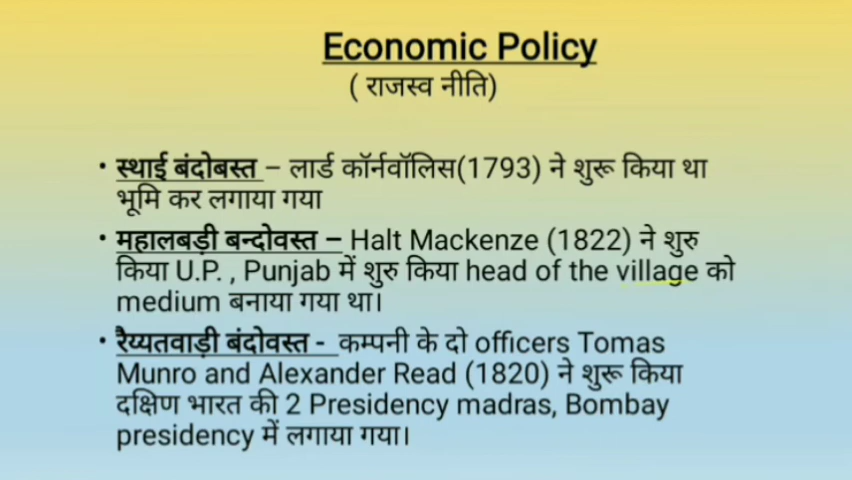 Economic Policy
( राजस्व नीति)
• स्थाई बंदोबस्त – लार्ड कॉर्नवॉलिस(1793) ने शुरू किया था
भूमि कर लगाया गया
• महालबड़ी बन्दोवस्त – Halt Mackenze (1822) ने शुरु
किया U.P. , Punjab में शुरु किया head of the village को
medium बनाया गया था।
• रैय्यतवाड़ी बंदोवस्त - कम्पनी के दो officers Tomas
Munro and Alexander Read (1820) ने शुरू किया
दक्षिण भारत की 2 Presidency madras, Bombay
presidency में लगाया गया।